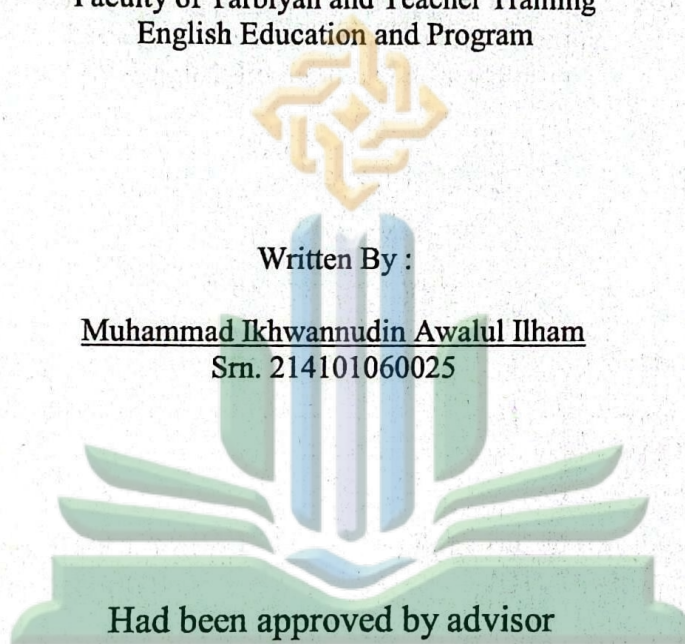 Faculty of Tarbiyah and Teacher Training
English Education and Program
Written By :
Muhammad Ikhwannudin Awalul Ilham
Srn. 214101060025
Had been approved by advisor